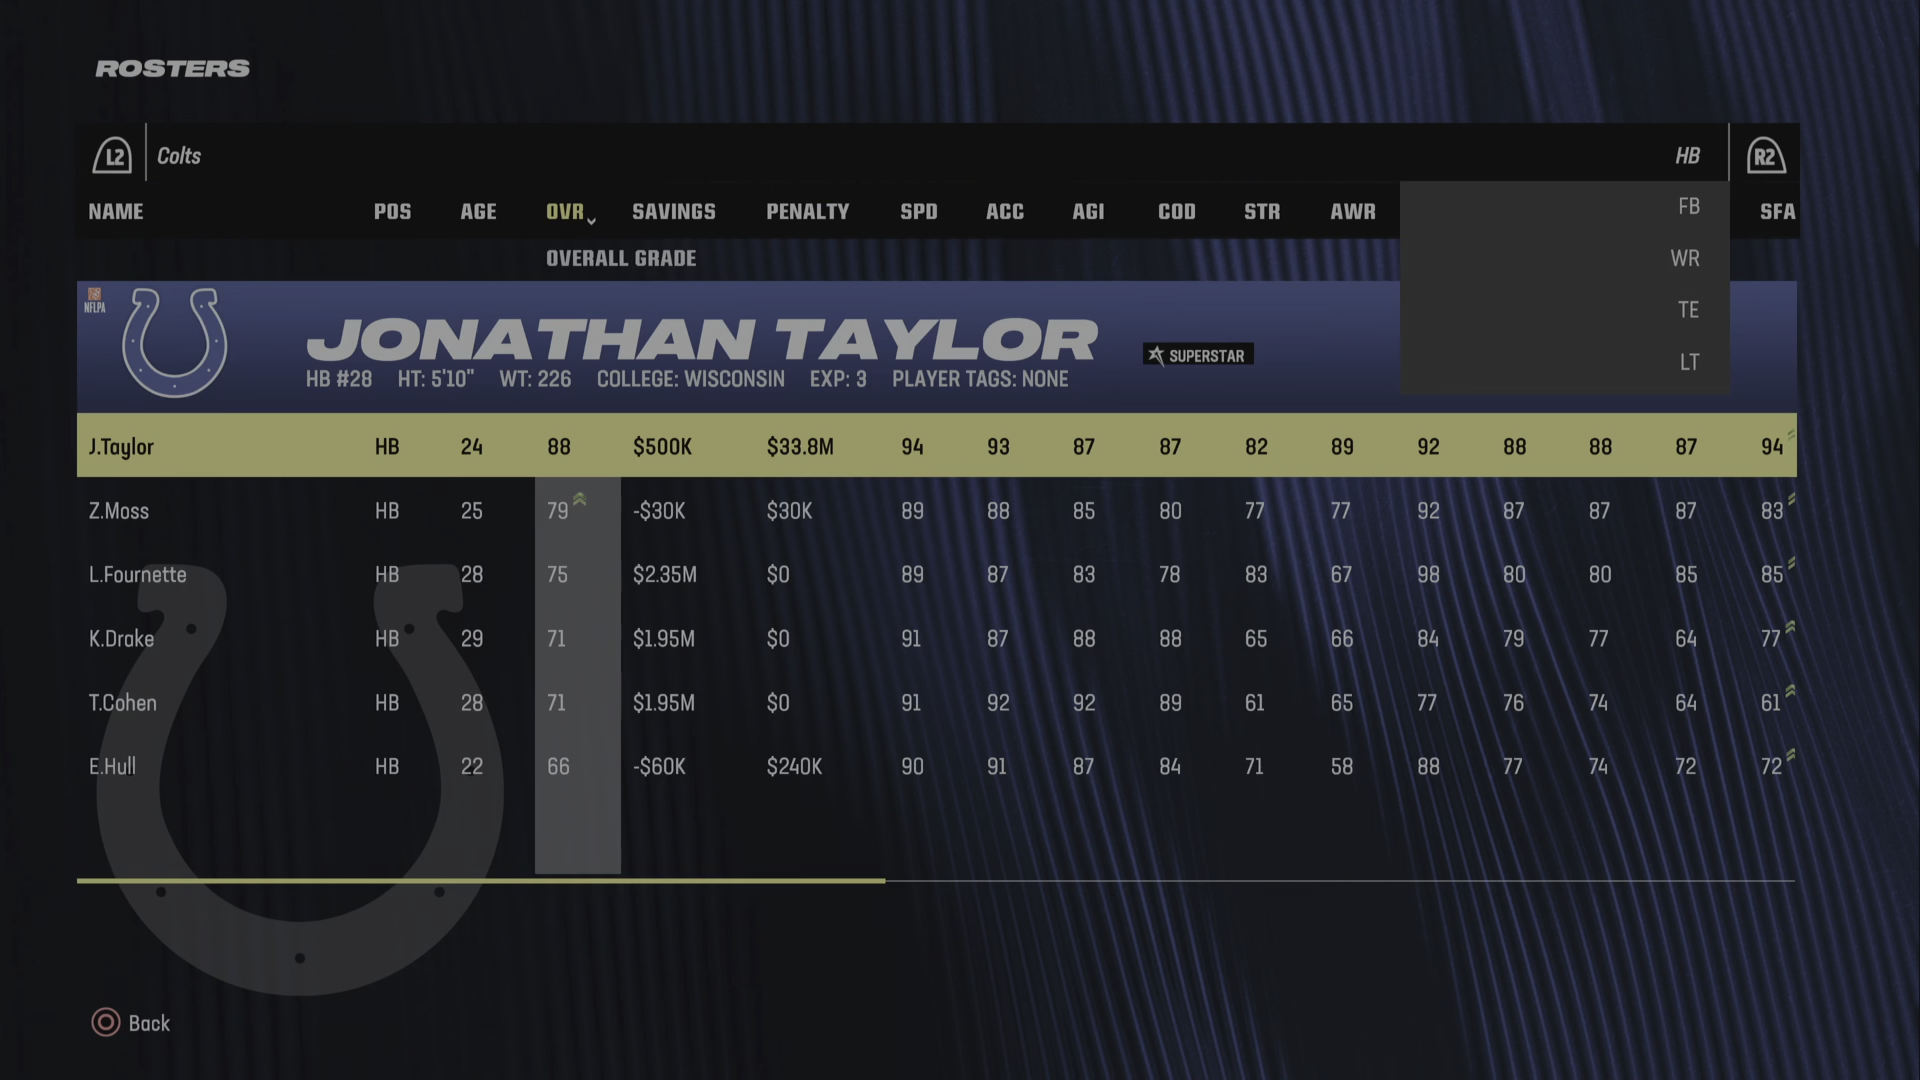 ROSTERS
L2 Colts HB R2
NAME POS AGE OVR SAVINGS PENALTY SPD ACC AGI COD STR AWR SFA
FB
OVERALL GRADE WR
NFLPA
TE
JONATHAN TAYLOR SUPERSTAR
LT
HB #28 HT: 5'10" WT: 226 COLLEGE: WISCONSIN EXP: 3 PLAYER TAGS: NONE
J.Taylor HB 24 88 $500K $33.8M 94 93 87 87 82 89 92 88 88 87 94
Z.Moss HB 25 79 -$30K $30K 89 88 85 80 77 77 92 87 87 87 83
L.Fournette HB 28 75 $2.35M $0 89 87 83 78 83 67 98 80 80 85 85
K.Drake HB 29 71 $1.95M $0 91 87 88 88 65 66 84 79 77 64 77
T.Cohen HB 28 71 $1.95M $0 91 92 92 89 61 65 77 76 74 64 61
E.Hull HB 22 66 -$60K $240K 90 91 87 84 71 58 88 77 74 72 72
Back